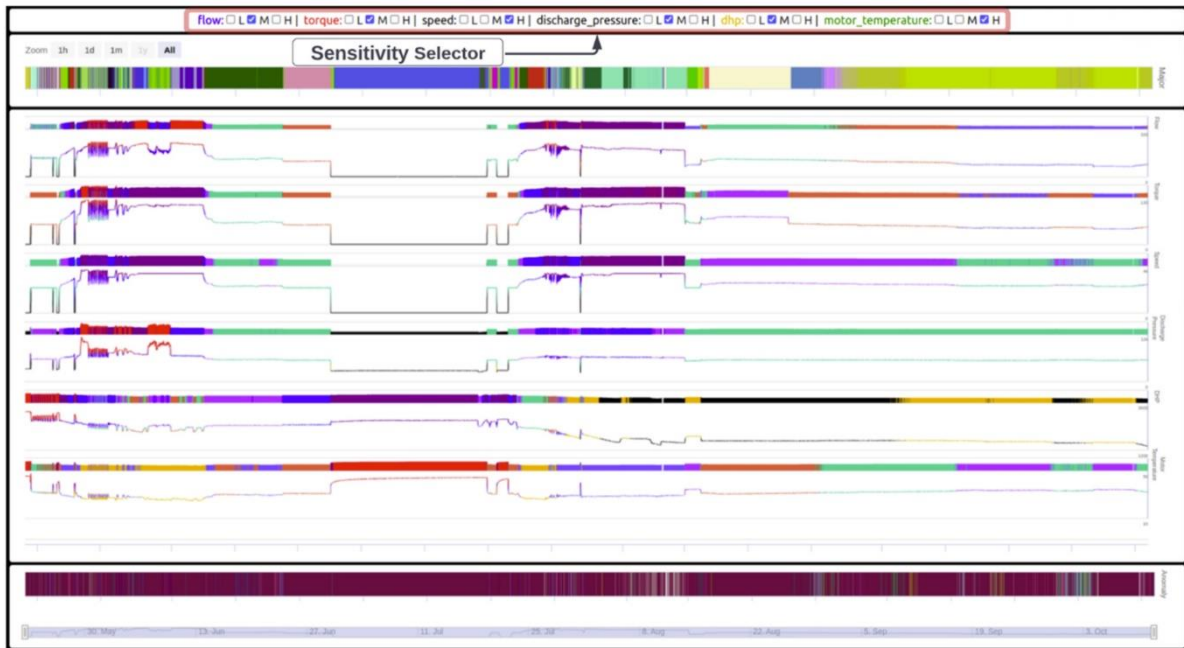 flow: L M H | torque: L M H | speed: L M H | discharge_pressure: L M H | dhp: L M H | motor_temperature: L M H
Sensitivity Selector
Zoom 1h 1d 1m 1y All
Major
Flow
Torque
Speed
Discharge
Pressure
DHP
Motor
Temperature
Anomaly
30. May 13. Jun 27. Jun 11. Jul 25. Jul 8. Aug 22. Aug 5. Sep 19. Sep 3. Oct